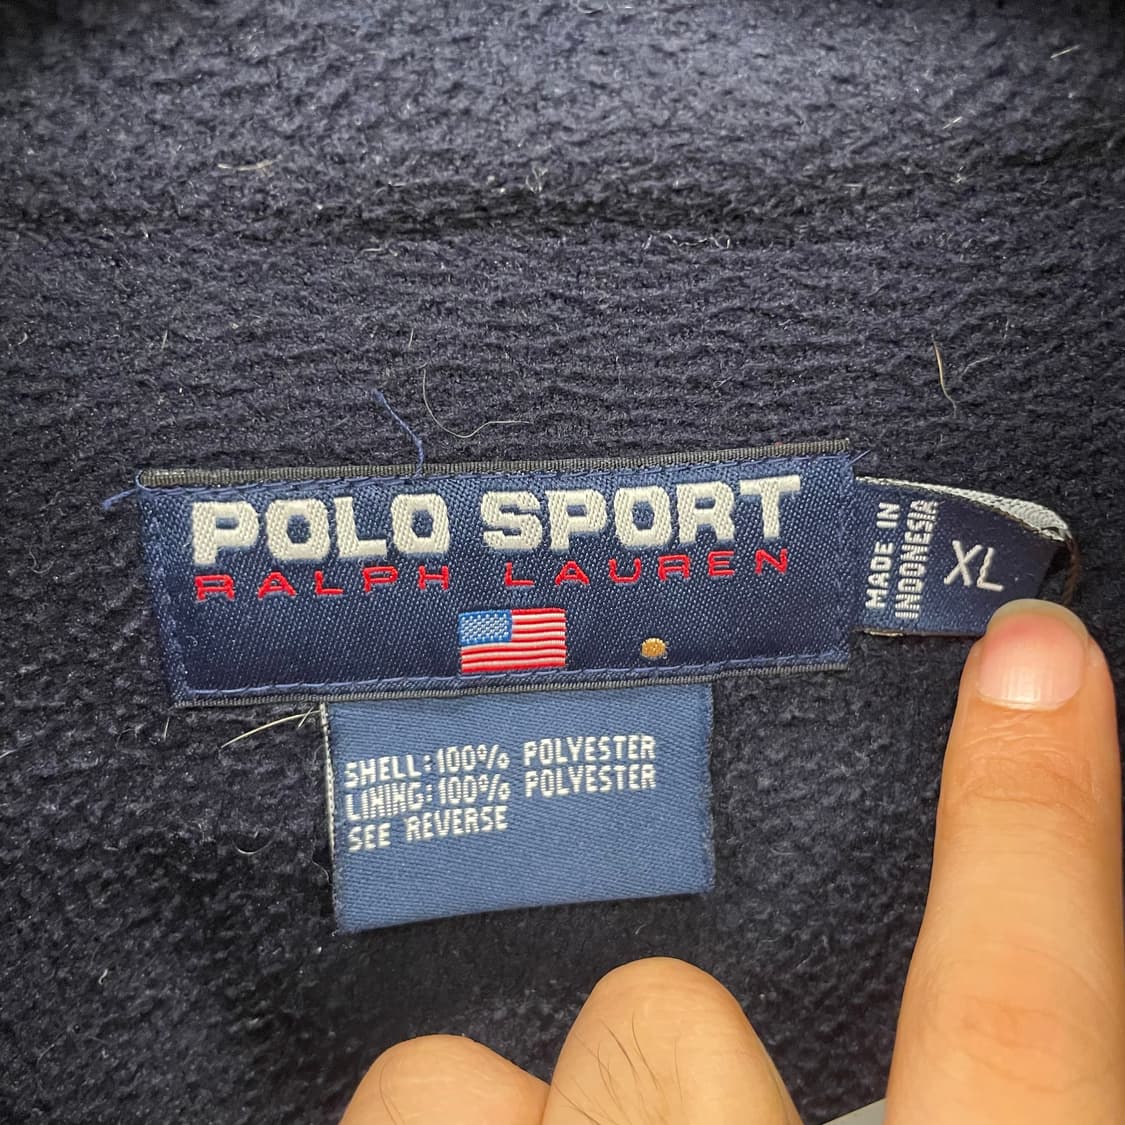 POLO SPORT
RALPH LAUREN
MADE IN
INDONESIA
XL
SHELL: 100% POLYESTER
LINING: 100% POLYESTER
SEE REVERSE